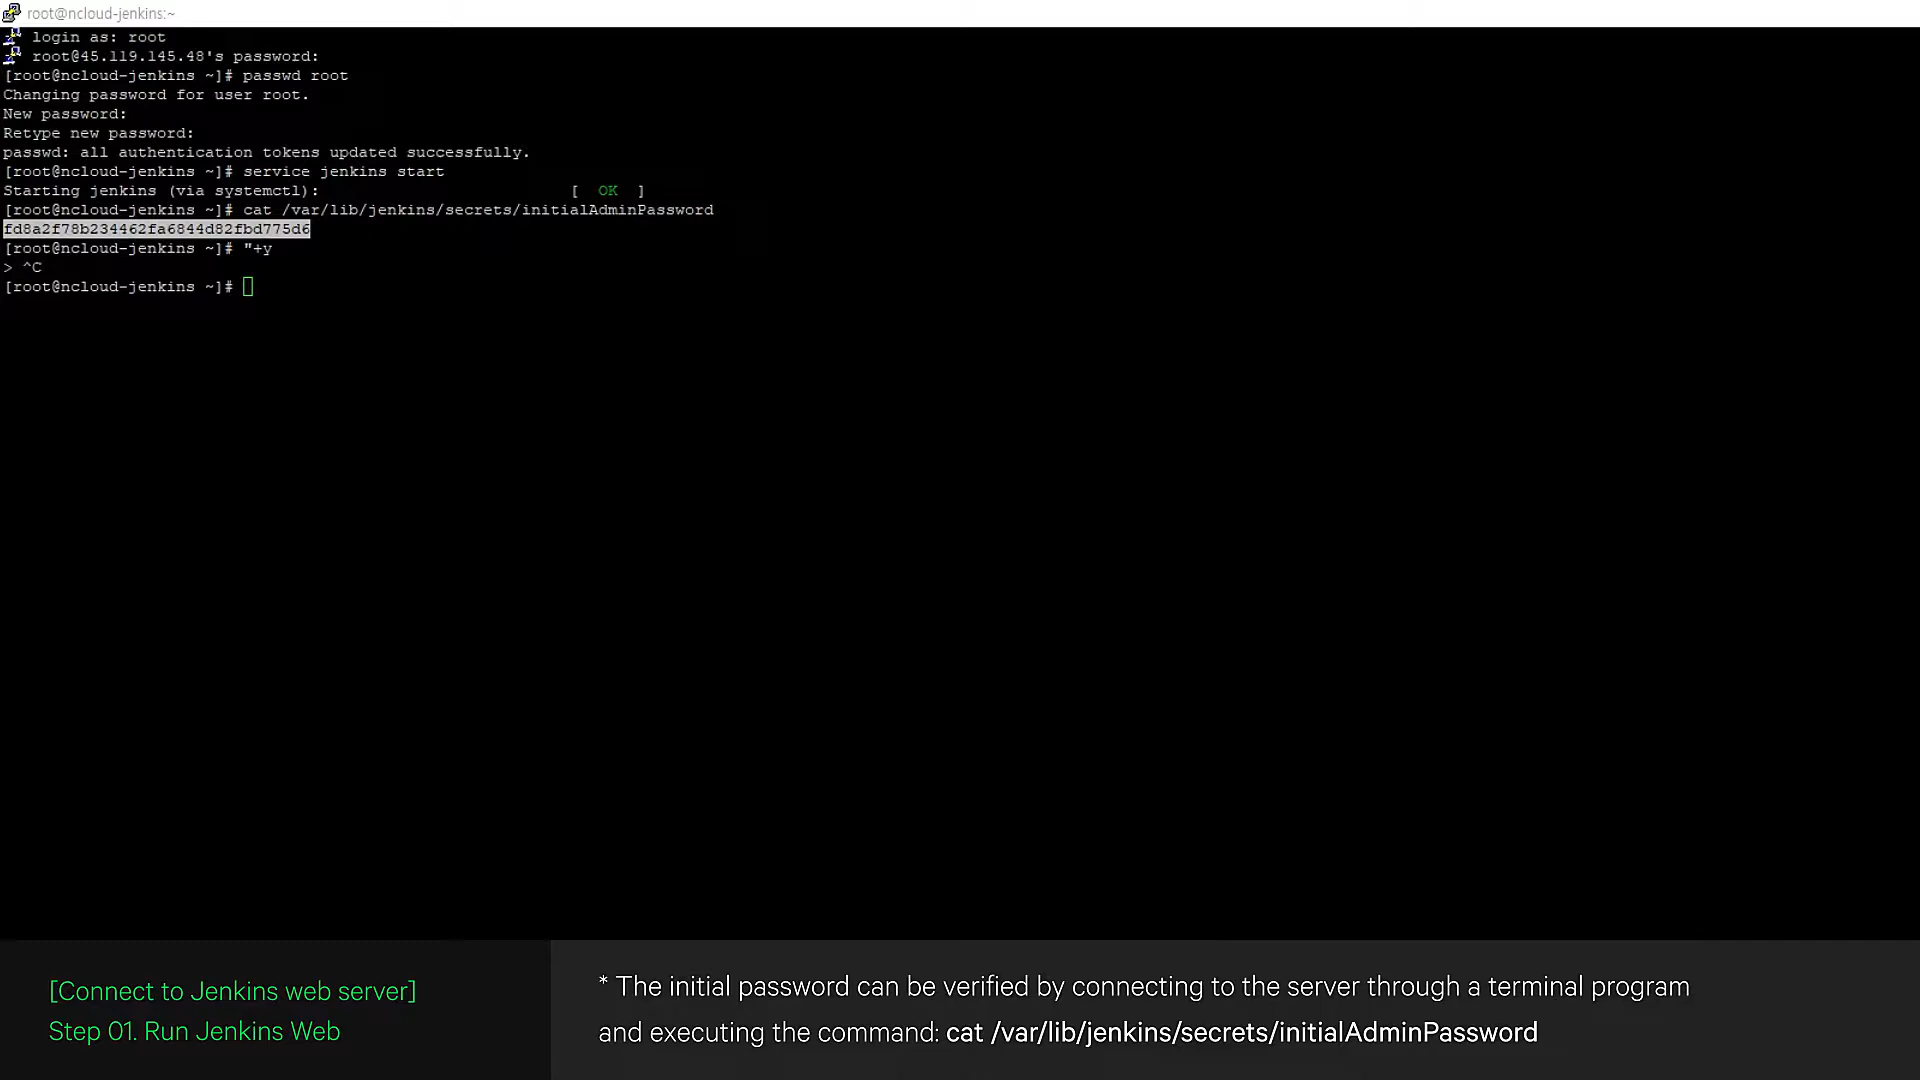 root@ncloud-jenkins:~
login as: root
root@45.119.145.48's password:
[root@ncloud-jenkins ~]# passwd root
Changing password for user root.
New password:
Retype new password:
passwd: all authentication tokens updated successfully.
[root@ncloud-jenkins ~]# service jenkins start
Starting jenkins (via systemctl): [ OK ]
[root@ncloud-jenkins ~]# cat /var/lib/jenkins/secrets/initialAdminPassword
fd8a2f78b234462fa6844d82fbd775d6
[root@ncloud-jenkins ~]# "+y
> ^C
[root@ncloud-jenkins ~]#
[Connect to Jenkins web server]
Step 01. Run Jenkins Web
* The initial password can be verified by connecting to the server through a terminal program
and executing the command: cat /var/lib/jenkins/secrets/initialAdminPassword